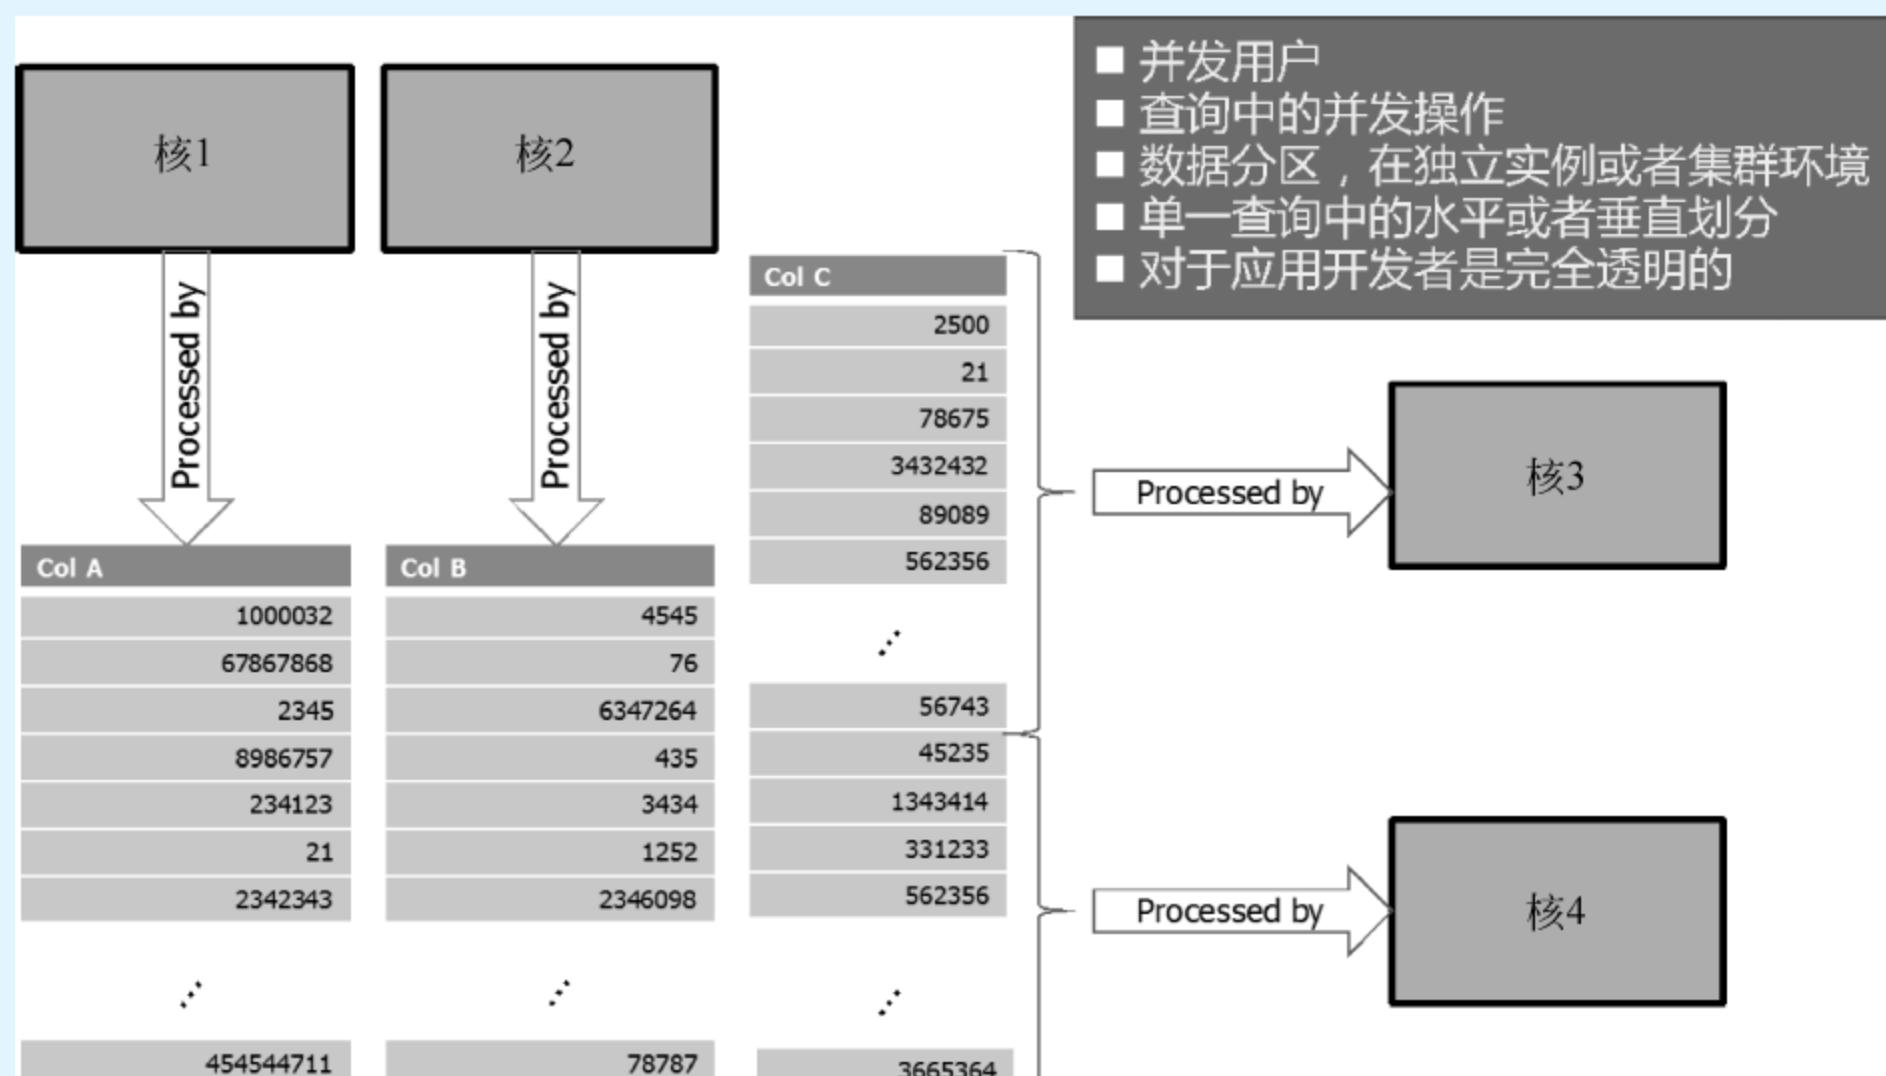 核1
核2
■ 并发用户
■ 查询中的并发操作
■ 数据分区，在独立实例或者集群环境
■ 单一查询中的水平或者垂直划分
■ 对于应用开发者是完全透明的
Processed by
Processed by
Col C
2500
21
78675
3432432
89089
562356
56743
45235
1343414
331233
562356
3665364
Processed by
核3
Processed by
核4
Col A
1000032
67867868
2345
8986757
234123
21
2342343
454544711
Col B
4545
76
6347264
435
3434
1252
2346098
78787